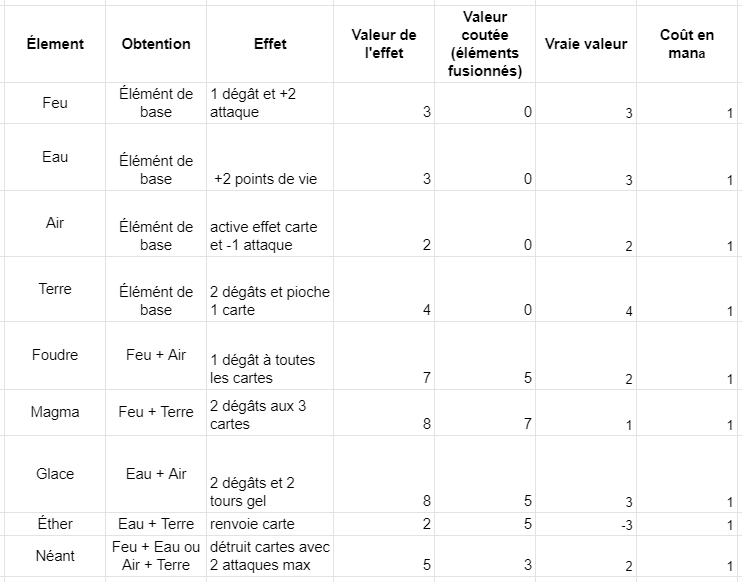 Élement
Obtention
Effet
Valeur de
l'effet
Valeur
coutée
(éléments
fusionnés)
Vraie valeur
Coût en
mana
Feu
Élémént de
base
1 dégât et +2
attaque
3
0
3
1
Eau
Élémént de
base
+2 points de vie
3
0
3
1
Air
Élémént de
base
active effet carte
et -1 attaque
2
0
2
1
Terre
Élémént de
base
2 dégâts et pioche
1 carte
4
0
4
1
Foudre
Feu + Air
1 dégât à toutes
les cartes
7
5
2
1
Magma
Feu + Terre
2 dégâts aux 3
cartes
8
7
1
1
Glace
Eau + Air
2 dégâts et 2
tours gel
8
5
3
1
Éther
Eau + Terre
renvoie carte
2
5
-3
1
Néant
Feu + Eau ou
Air + Terre
détruit cartes avec
2 attaques max
5
3
2
1